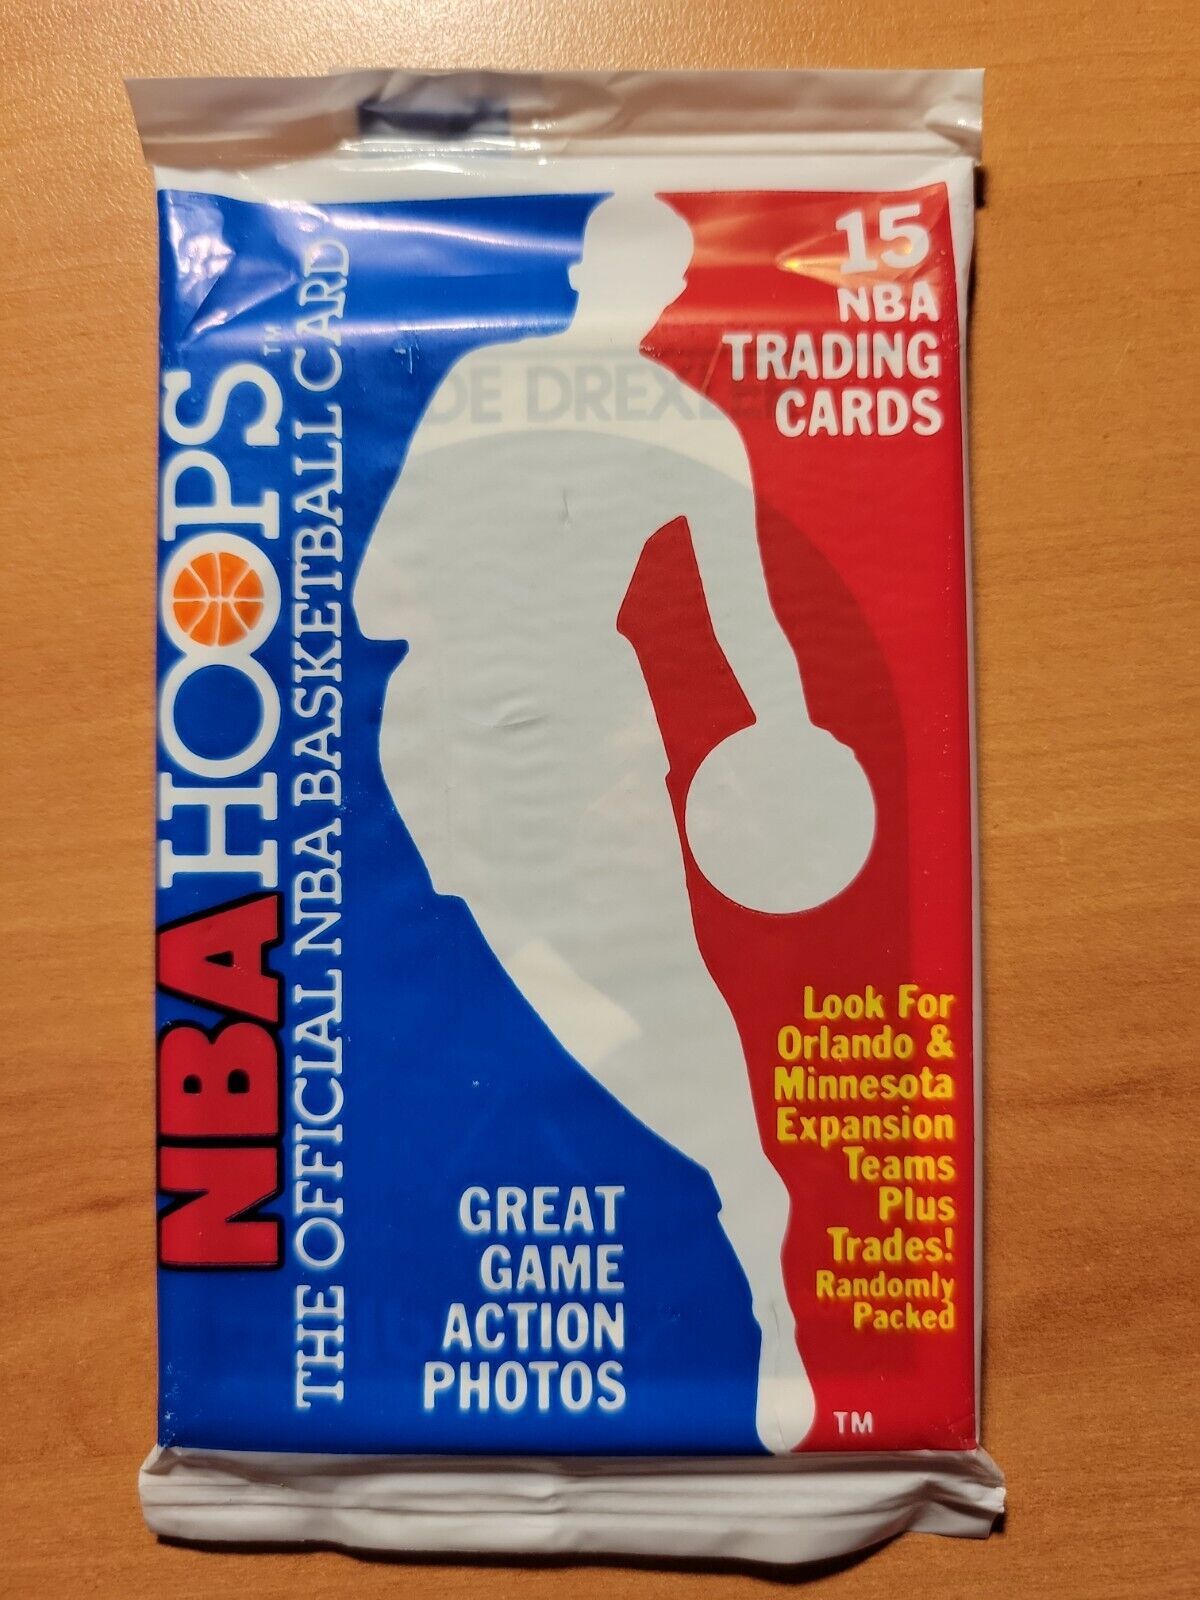 NBA HOOPS™
THE OFFICIAL NBA BASKETBALL CARD
15
NBA
TRADING
CARDS
DREXLER
Look For
Orlando &
Minnesota
Expansion
Teams
Plus
Trades!
Randomly
Packed
GREAT
GAME
ACTION
PHOTOS
TM